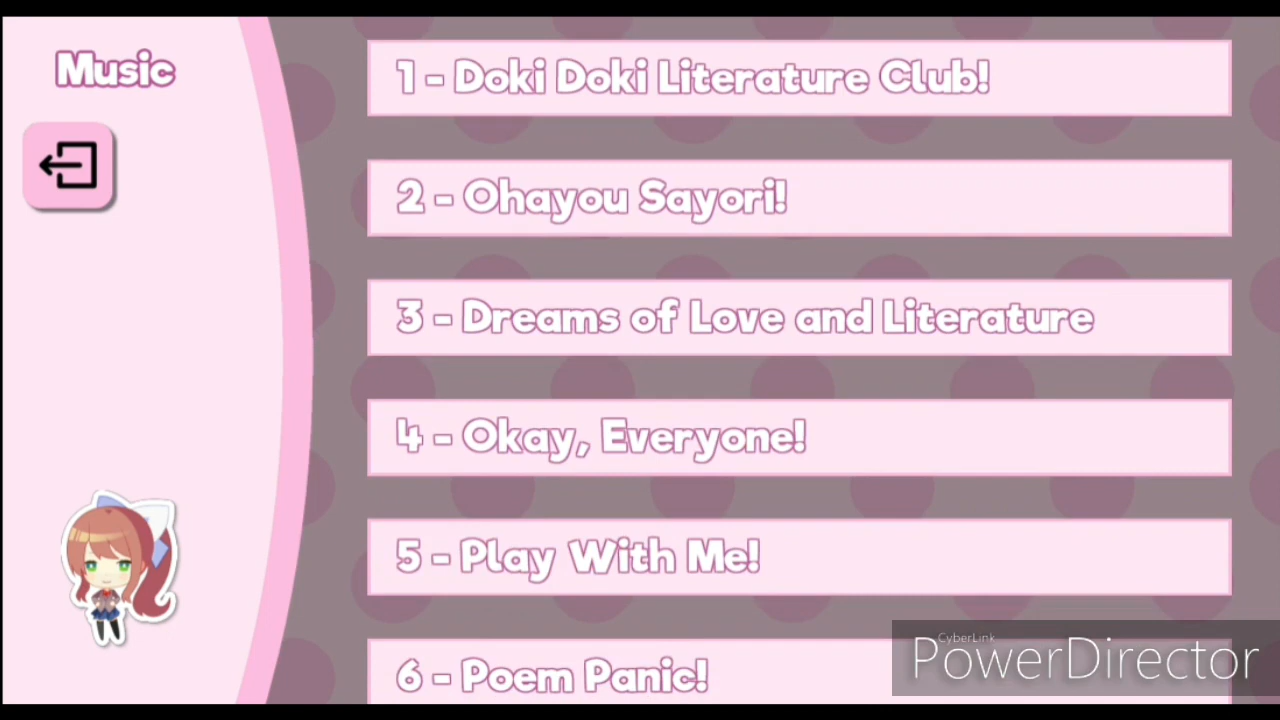 Music
1 - Doki Doki Literature Club!
2 - Ohayou Sayori!
3 - Dreams of Love and Literature
4 - Okay, Everyone!
5 - Play With Me!
6 - Poem Panic!
CyberLink
PowerDirector